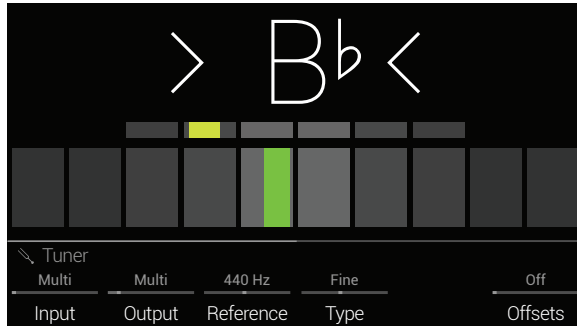 > B♭ <
Tuner
Multi Multi 440 Hz Fine Off
Input Output Reference Type Offsets